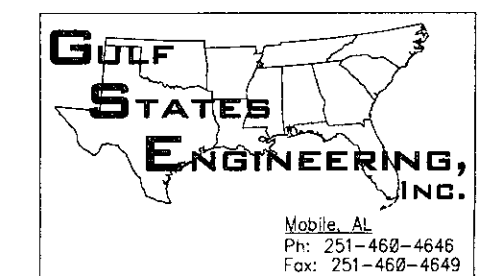 GULF
STATES
ENGINEERING,
INC.
Mobile, AL
Ph: 251-460-4646
Fax: 251-460-4649